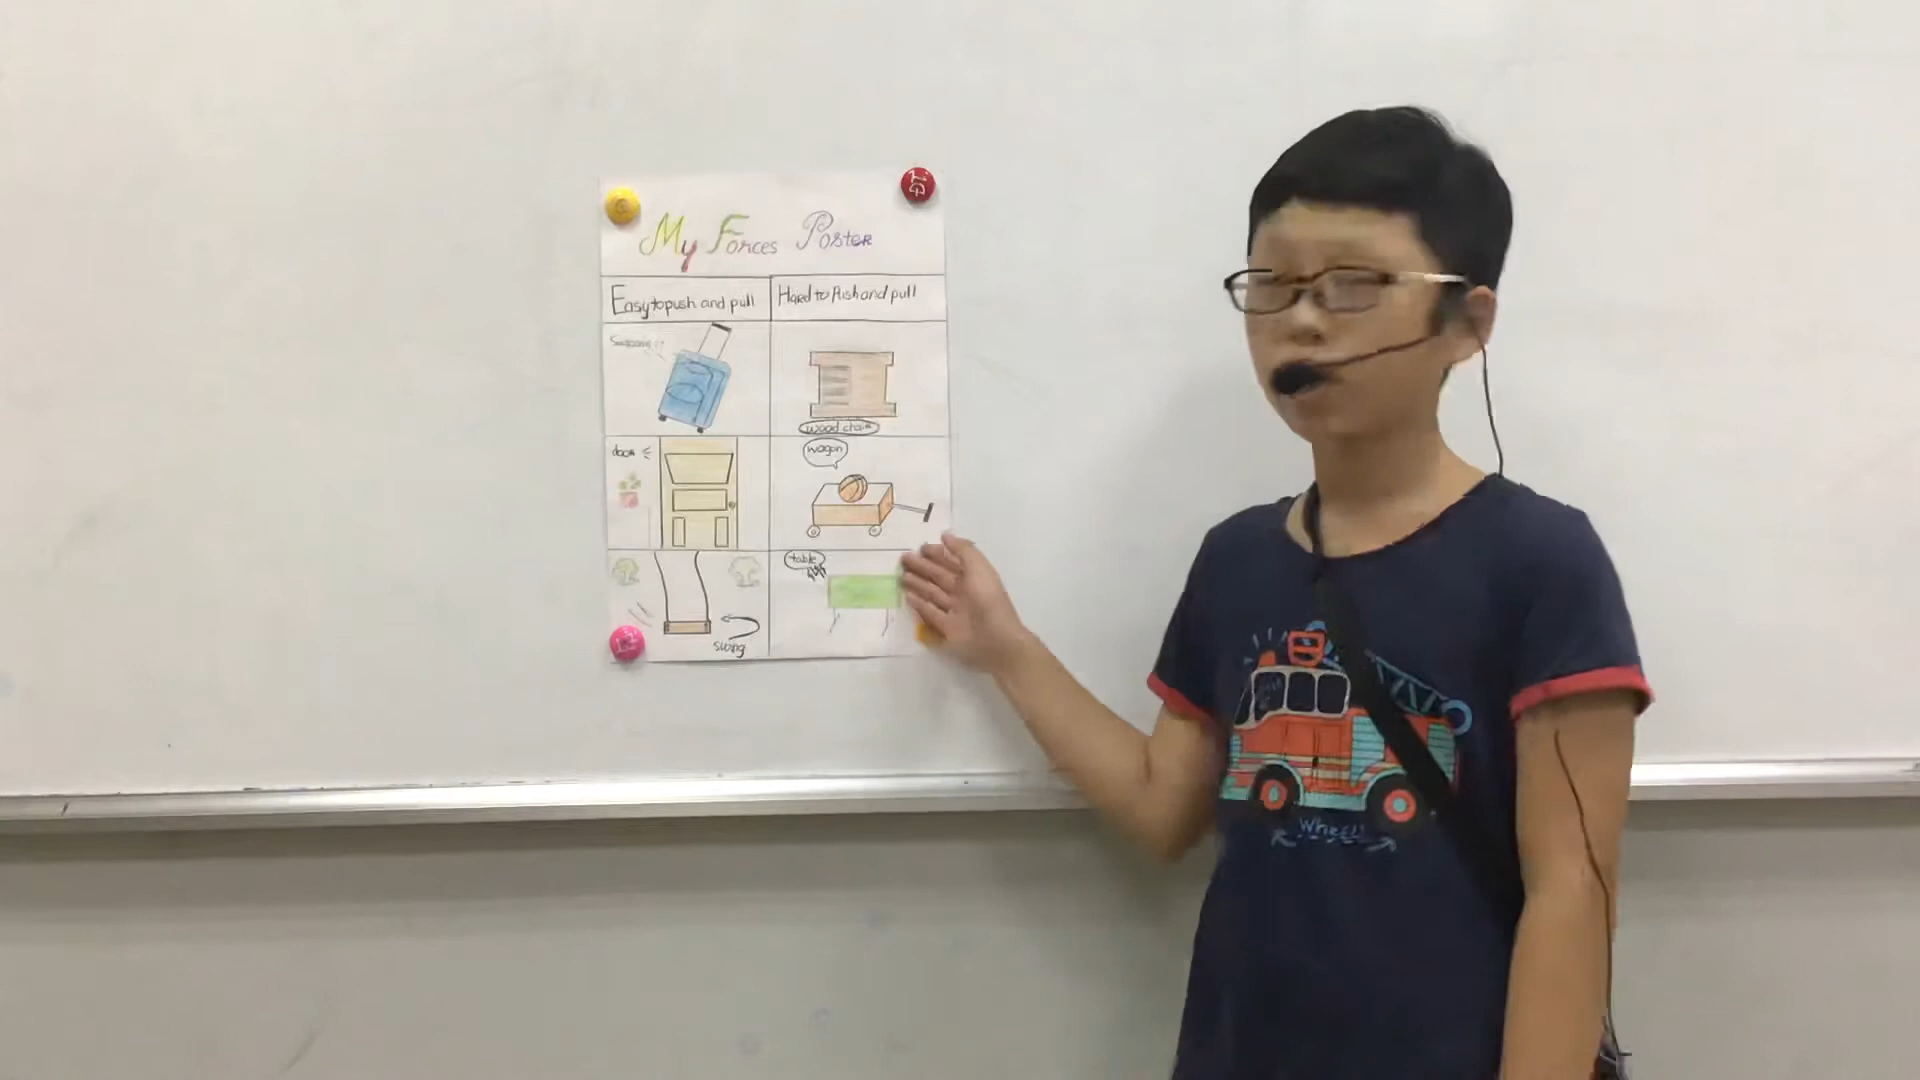 My Forces Poster
Easy to push and pull
Hard to Push and pull
wood chair
door
wagon
table
swing
Wheels